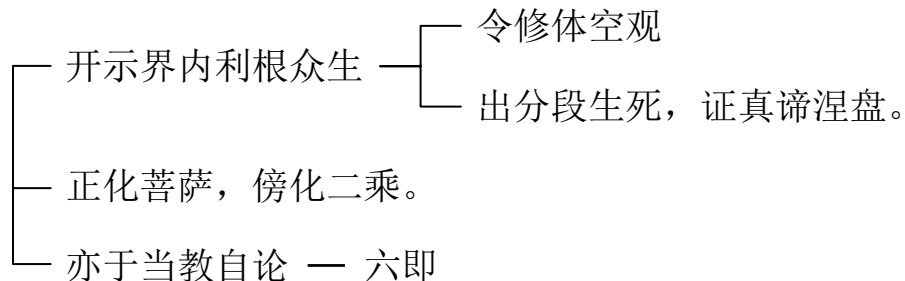 令修体空观
开示界内利根众生
出分段生死，证真谛涅盘。
正化菩萨，傍化二乘。
亦于当教自论 — 六即